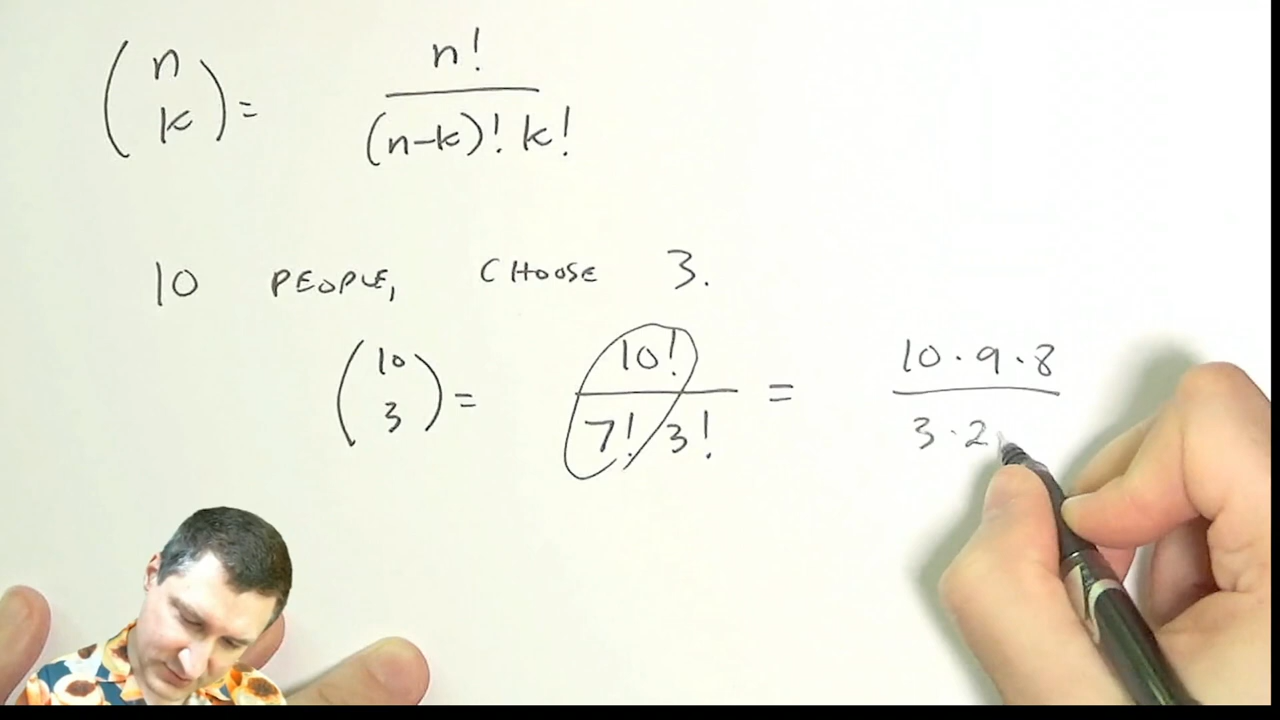 (n k) = n! / (n-k)! k!
10 PEOPLE, CHOOSE 3.
(10 3) = 10! / 7! 3! = 10 · 9 · 8 / 3 · 2